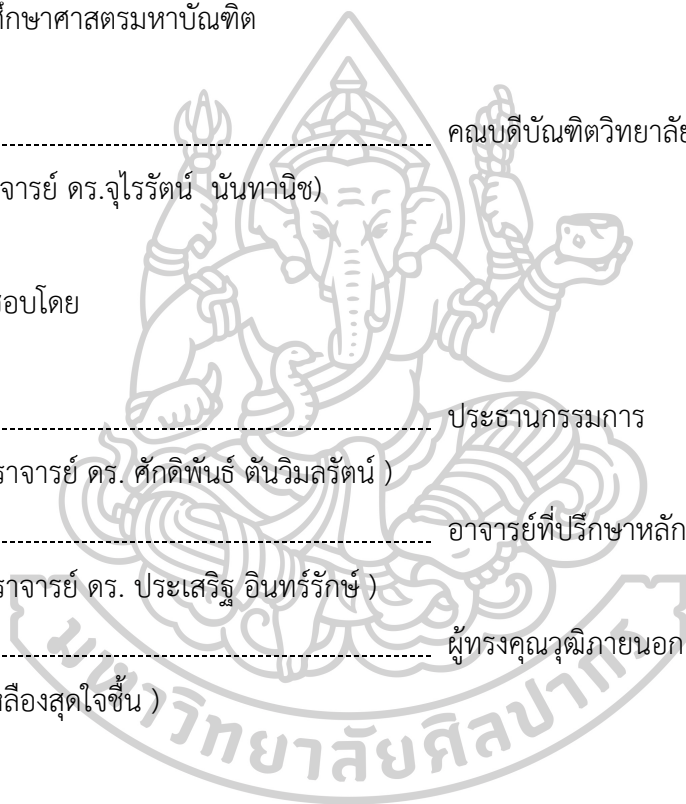 ศึกษาศาสตรมหาบัณฑิต
คณบดีบัณฑิตวิทยาลัย
จารย์ ดร.จุไรรัตน์ นันทานิช)
สอบโดย
ประธานกรรมการ
ราจารย์ ดร. ศักดิพันธ์ ตันวิมลรัตน์ )
อาจารย์ที่ปรึกษาหลัก
ราจารย์ ดร. ประเสริฐ อินทร์รักษ์ )
ผู้ทรงคุณวุฒิภายนอก
หลืองสุดใจชื้น )
มหาวิทยาลัยศิลปากร